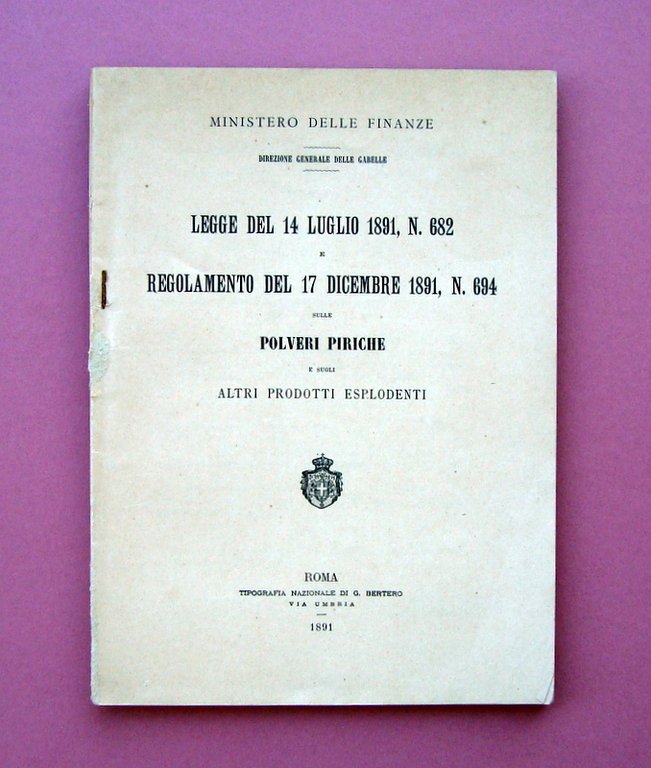 MINISTERO DELLE FINANZE
DIREZIONE GENERALE DELLE GABELLE
LEGGE DEL 14 LUGLIO 1891, N. 682
E
REGOLAMENTO DEL 17 DICEMBRE 1891, N. 694
SULLE
POLVERI PIRICHE
E SUGLI
ALTRI PRODOTTI ESPLODENTI
ROMA
TIPOGRAFIA NAZIONALE DI G. BERTERO
VIA UMBRIA
1891